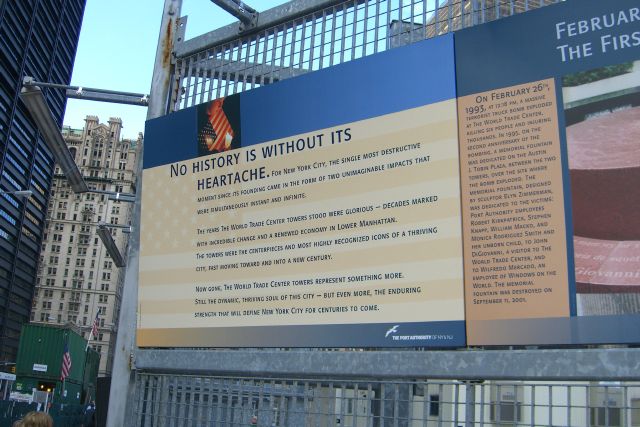 NO HISTORY IS WITHOUT ITS
HEARTACHE. FOR NEW YORK CITY, THE SINGLE MOST DESTRUCTIVE
MOMENT SINCE ITS FOUNDING CAME IN THE FORM OF TWO UNIMAGINABLE IMPACTS THAT
WERE SIMULTANEOUSLY INSTANT AND INFINITE.
THE YEARS THE WORLD TRADE CENTER TOWERS STOOD WERE GLORIOUS — DECADES MARKED
WITH INCREDIBLE CHANGE AND A RENEWED ECONOMY IN LOWER MANHATTAN.
THE TOWERS WERE THE CENTERPIECES AND MOST HIGHLY RECOGNIZED ICONS OF A THRIVING
CITY, FAST MOVING TOWARD AND INTO A NEW CENTURY.
NOW GONE, THE WORLD TRADE CENTER TOWERS REPRESENT SOMETHING MORE.
STILL THE DYNAMIC, THRIVING SOUL OF THIS CITY — BUT EVEN MORE, THE ENDURING
STRENGTH THAT WILL DEFINE NEW YORK CITY FOR CENTURIES TO COME.
THE PORT AUTHORITY OF NY & NJ
FEBRUAR
THE FIRS
ON FEBRUARY 26TH,
1993, AT 12:18 PM, A MASSIVE
TERRORIST TRUCK BOMB EXPLODED
AT THE WORLD TRADE CENTER,
KILLING SIX PEOPLE AND INJURING
THOUSANDS. IN 1995, ON THE
SECOND ANNIVERSARY OF THE
BOMBING, A MEMORIAL FOUNTAIN
WAS DEDICATED ON THE AUSTIN
J. TOBIN PLAZA, BETWEEN THE TWO
TOWERS, OVER THE SITE WHERE
THE BOMB EXPLODED. THE
MEMORIAL FOUNTAIN, DESIGNED
BY SCULPTOR ELYN ZIMMERMAN,
WAS DEDICATED TO THE VICTIMS:
PORT AUTHORITY EMPLOYEES
ROBERT KIRKPATRICK, STEPHEN
KNAPP, WILLIAM MACKO, AND
MONICA RODRIGUEZ SMITH AND
HER UNBORN CHILD, TO JOHN
DIGIOVANNI, A VISITOR TO THE
WORLD TRADE CENTER, AND
TO WILFREDO MERCADO, AN
EMPLOYEE OF WINDOWS ON THE
WORLD. THE MEMORIAL
FOUNTAIN WAS DESTROYED ON
SEPTEMBER 11, 2001.